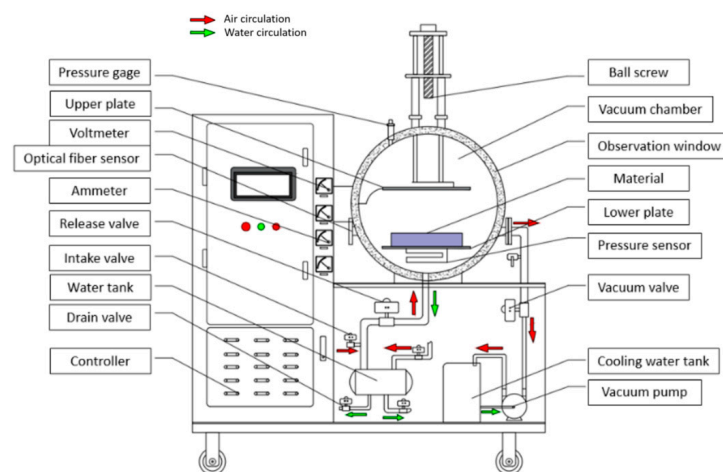 Air circulation
Water circulation
Pressure gage
Upper plate
Voltmeter
Optical fiber sensor
Ammeter
Release valve
Intake valve
Water tank
Drain valve
Controller
Ball screw
Vacuum chamber
Observation window
Material
Lower plate
Pressure sensor
Vacuum valve
Cooling water tank
Vacuum pump